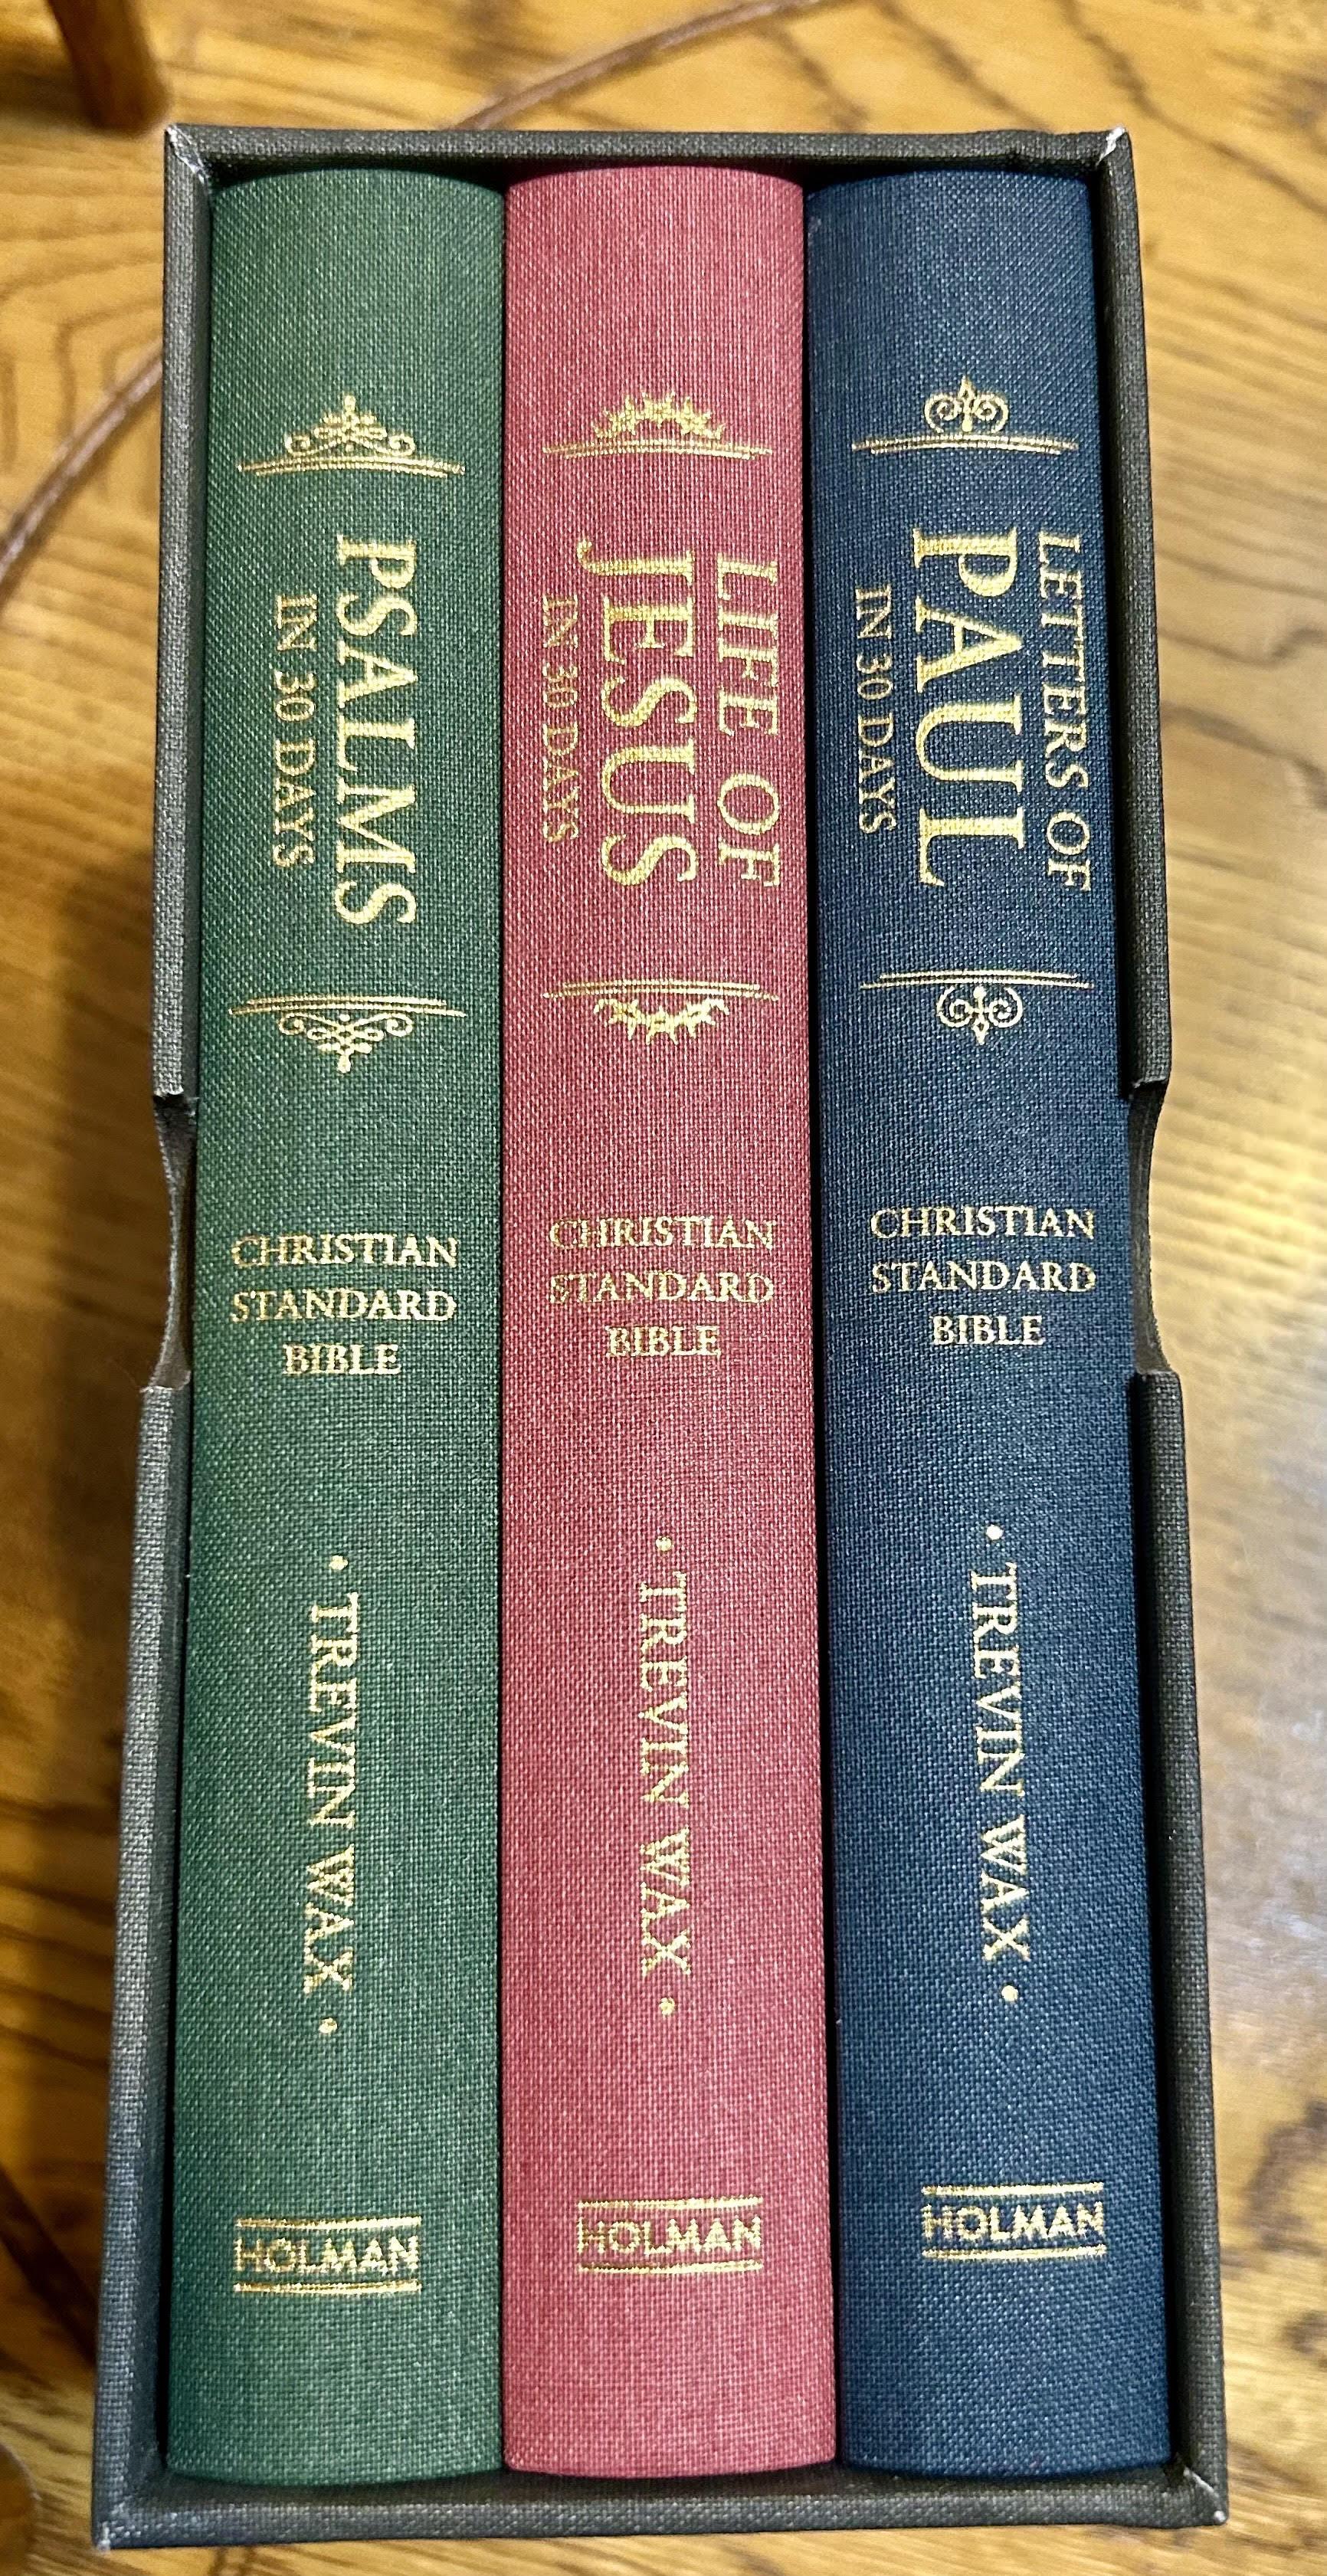 PSALMS
IN 30 DAYS
CHRISTIAN
STANDARD
BIBLE
• TREVIN WAX •
HOLMAN
LIFE OF
JESUS
IN 30 DAYS
CHRISTIAN
STANDARD
BIBLE
• TREVIN WAX •
HOLMAN
LETTERS OF
PAUL
IN 30 DAYS
CHRISTIAN
STANDARD
BIBLE
• TREVIN WAX •
HOLMAN